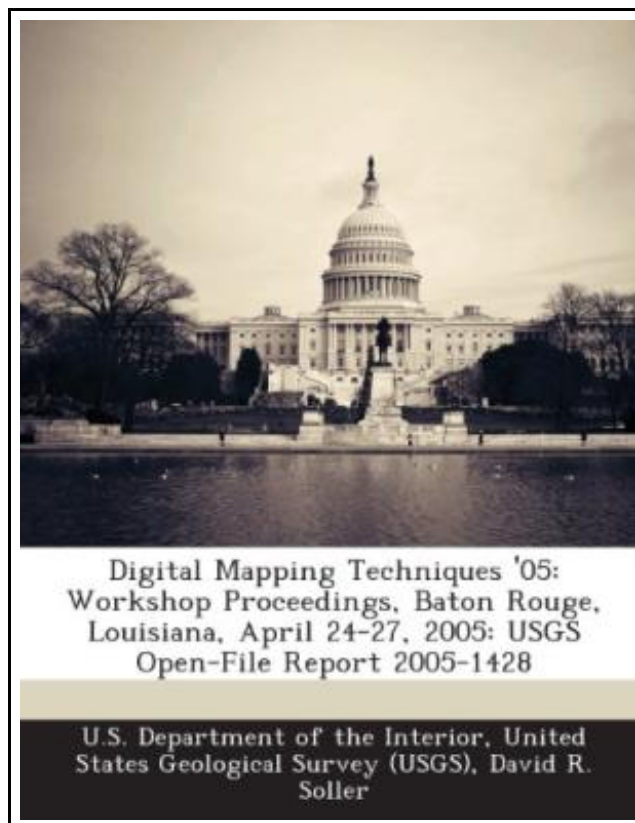 Digital Mapping Techniques '05:
Workshop Proceedings, Baton Rouge,
Louisiana, April 24-27, 2005: USGS
Open-File Report 2005-1428
U.S. Department of the Interior, United
States Geological Survey (USGS), David R.
Soller